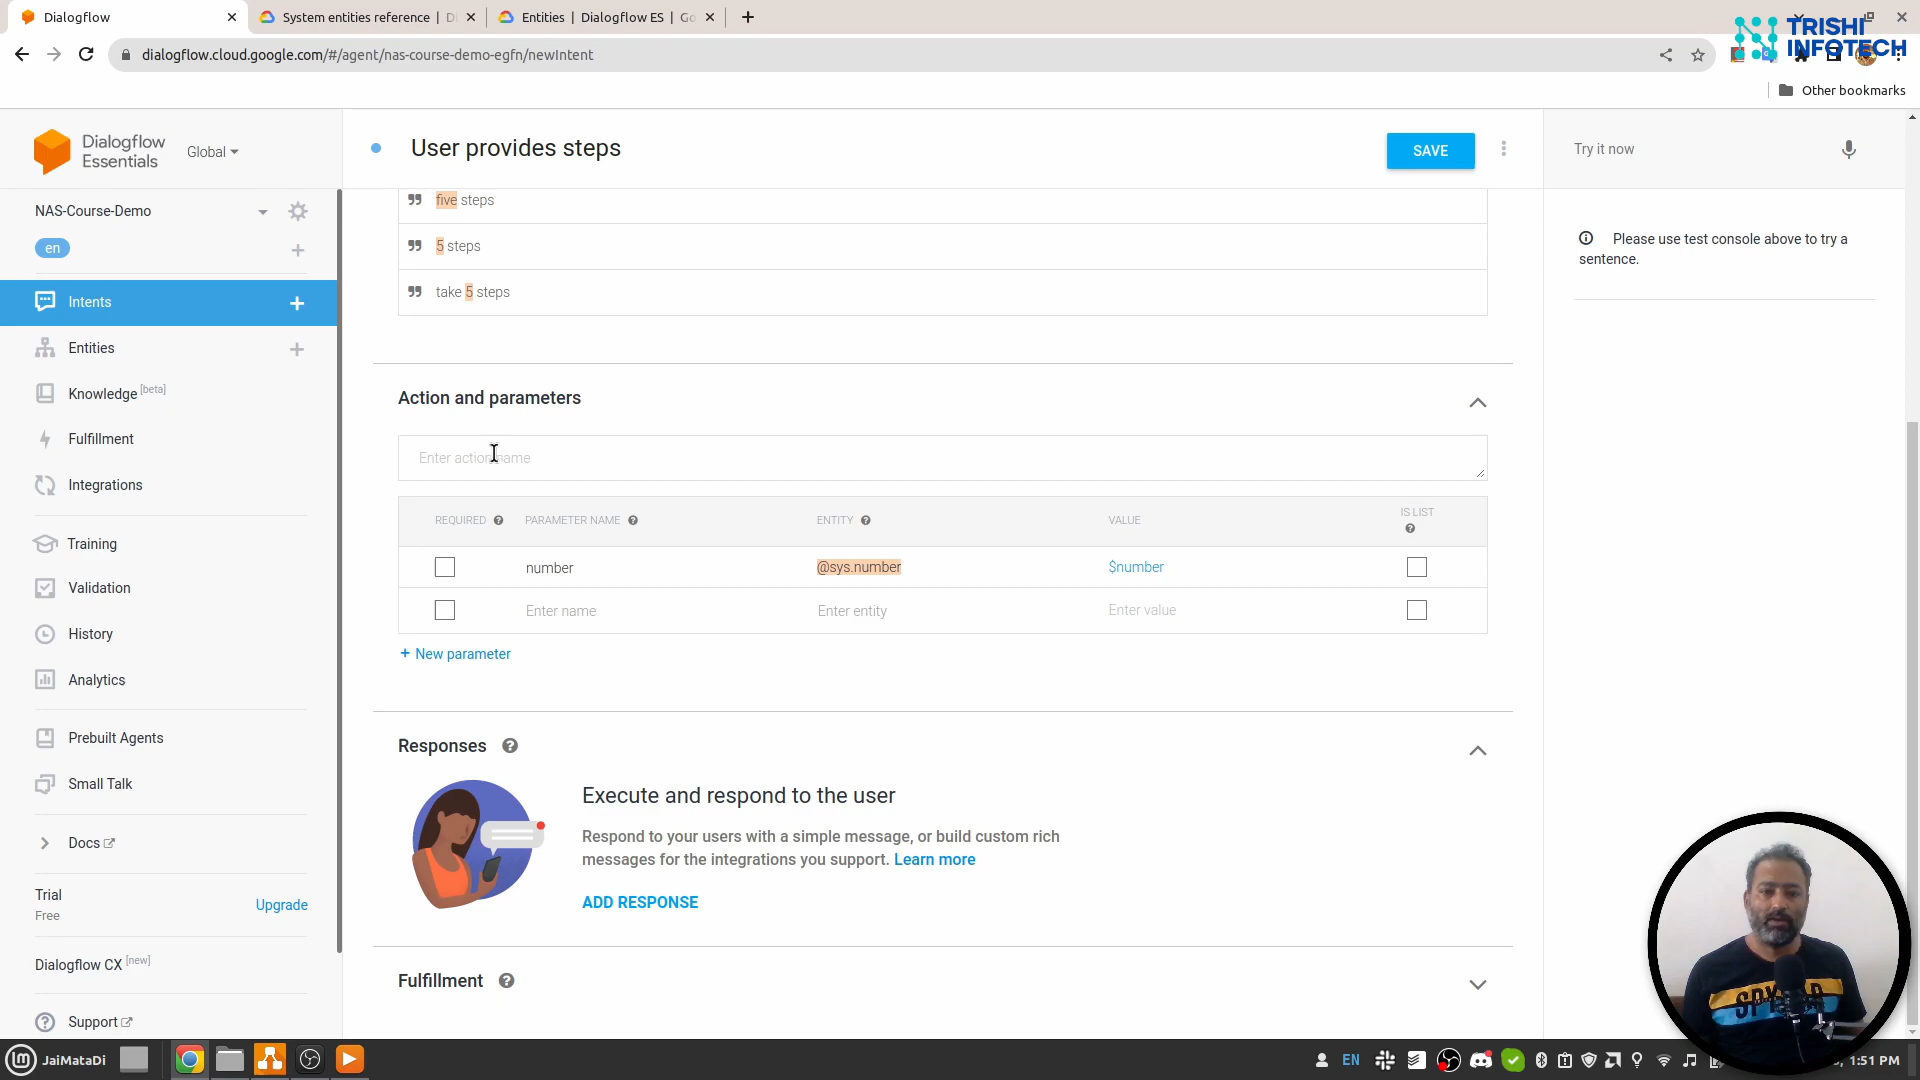 Dialogflow
System entities reference | D
Entities | Dialogflow ES | Go
dialogflow.cloud.google.com/#/agent/nas-course-demo-egfn/newIntent
TRISHI
INFOTECH
Other bookmarks
Dialogflow
Essentials
Global
User provides steps
SAVE
Try it now
NAS-Course-Demo
en
Intents
Entities
Knowledge [beta]
Fulfillment
Integrations
Training
Validation
History
Analytics
Prebuilt Agents
Small Talk
Docs
Trial
Free
Upgrade
Dialogflow CX [new]
Support
five steps
5 steps
take 5 steps
Action and parameters
Enter action name
REQUIRED PARAMETER NAME ENTITY VALUE IS LIST
number @sys.number $number
Enter name Enter entity Enter value
+ New parameter
Responses
Execute and respond to the user
Respond to your users with a simple message, or build custom rich
messages for the integrations you support. Learn more
ADD RESPONSE
Fulfillment
Please use test console above to try a
sentence.
JaiMataDi
EN
1:51 PM